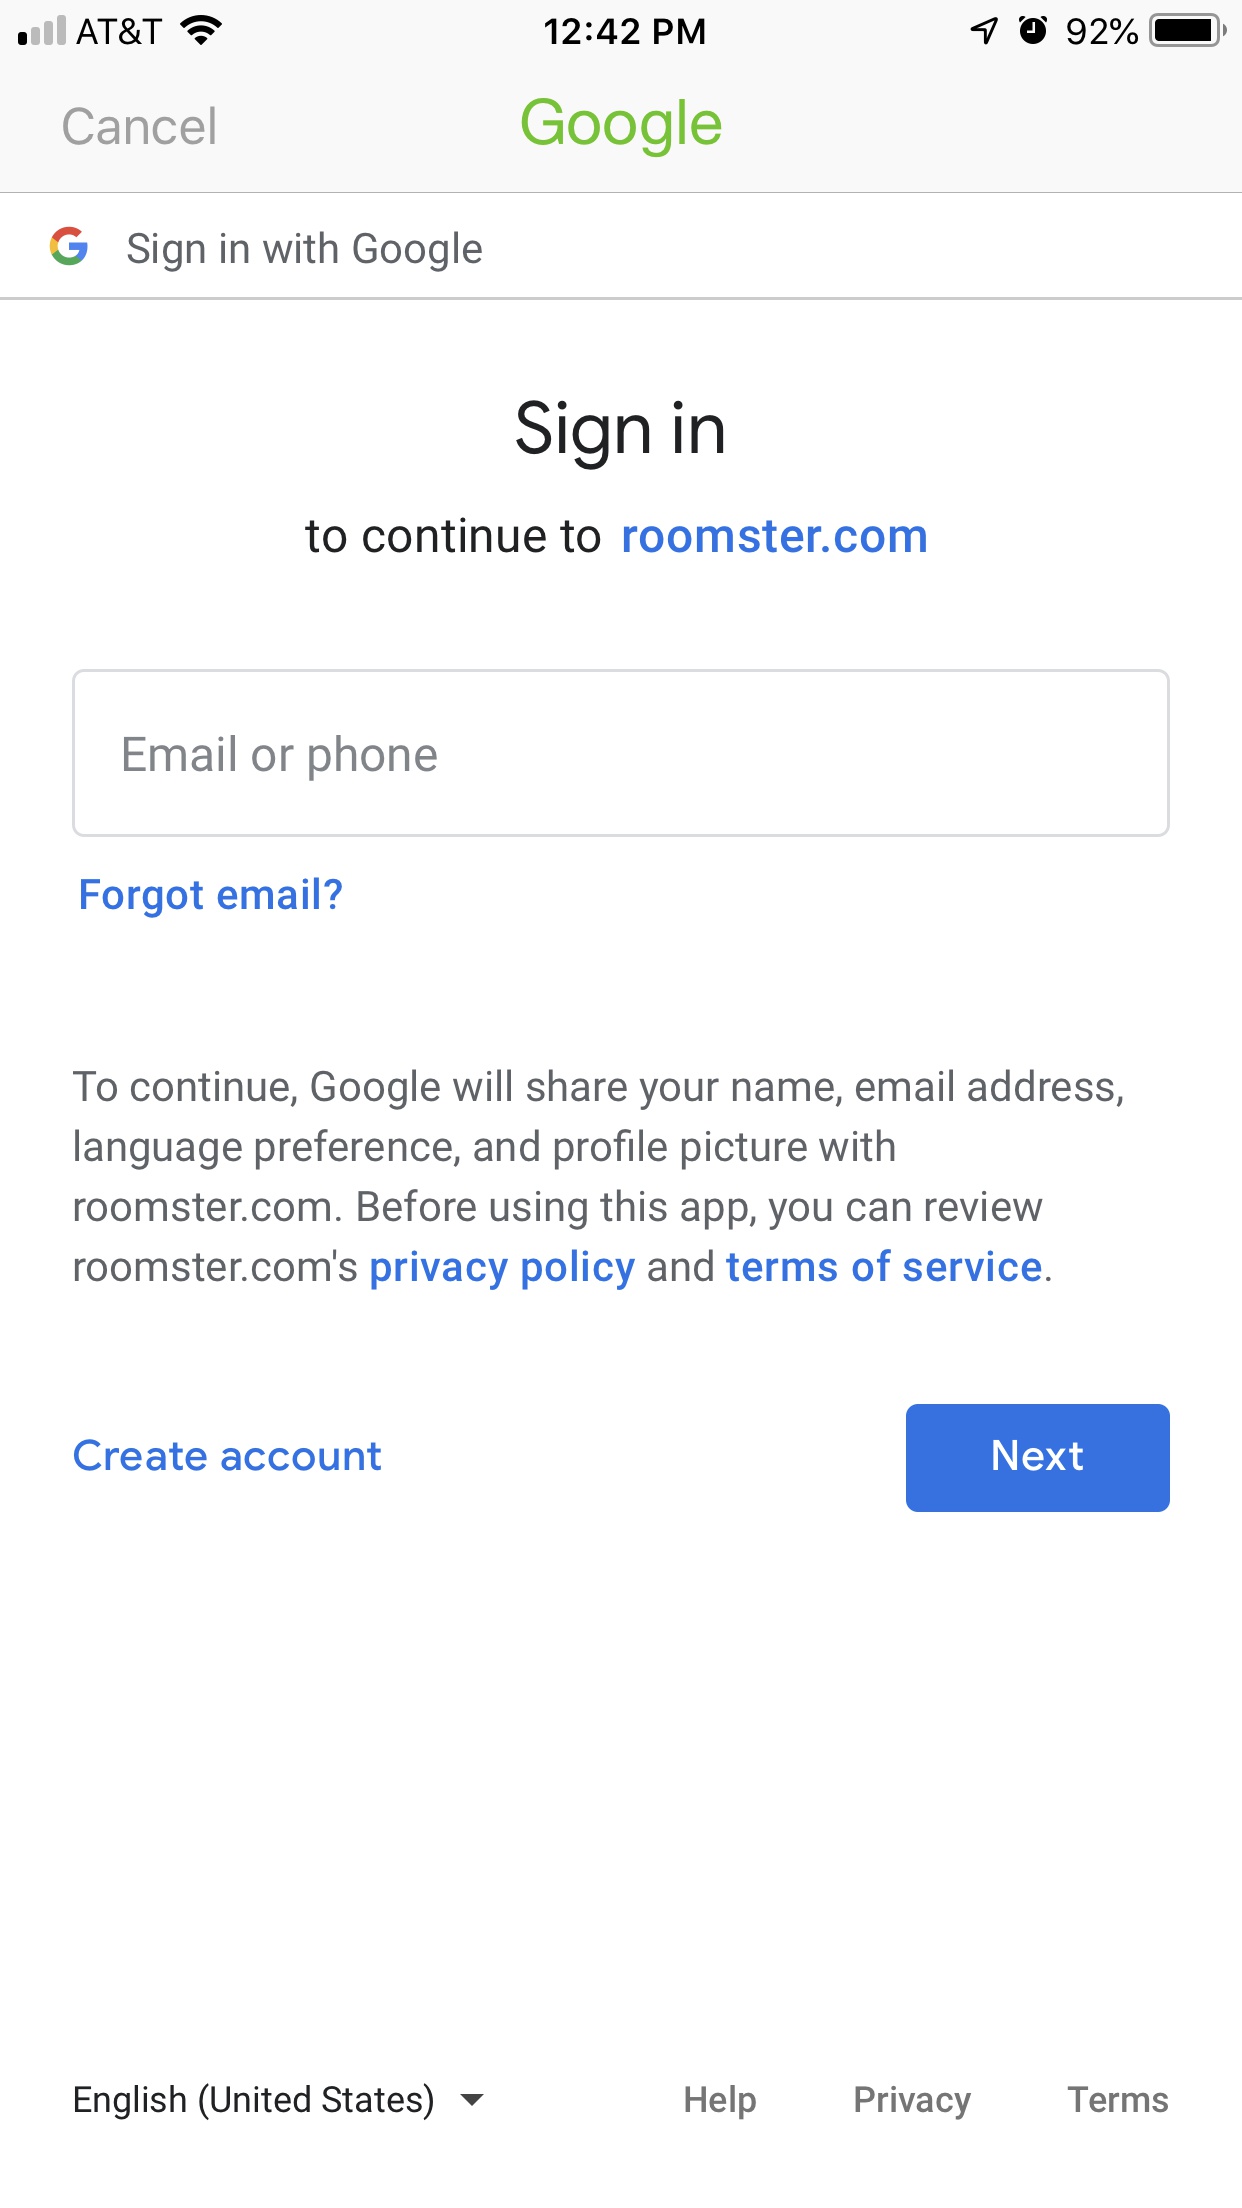 AT&T 12:42 PM 92%
Cancel Google
Sign in with Google
Sign in
to continue to roomster.com
Email or phone
Forgot email?
To continue, Google will share your name, email address,
language preference, and profile picture with
roomster.com. Before using this app, you can review
roomster.com's privacy policy and terms of service.
Create account Next
English (United States) Help Privacy Terms